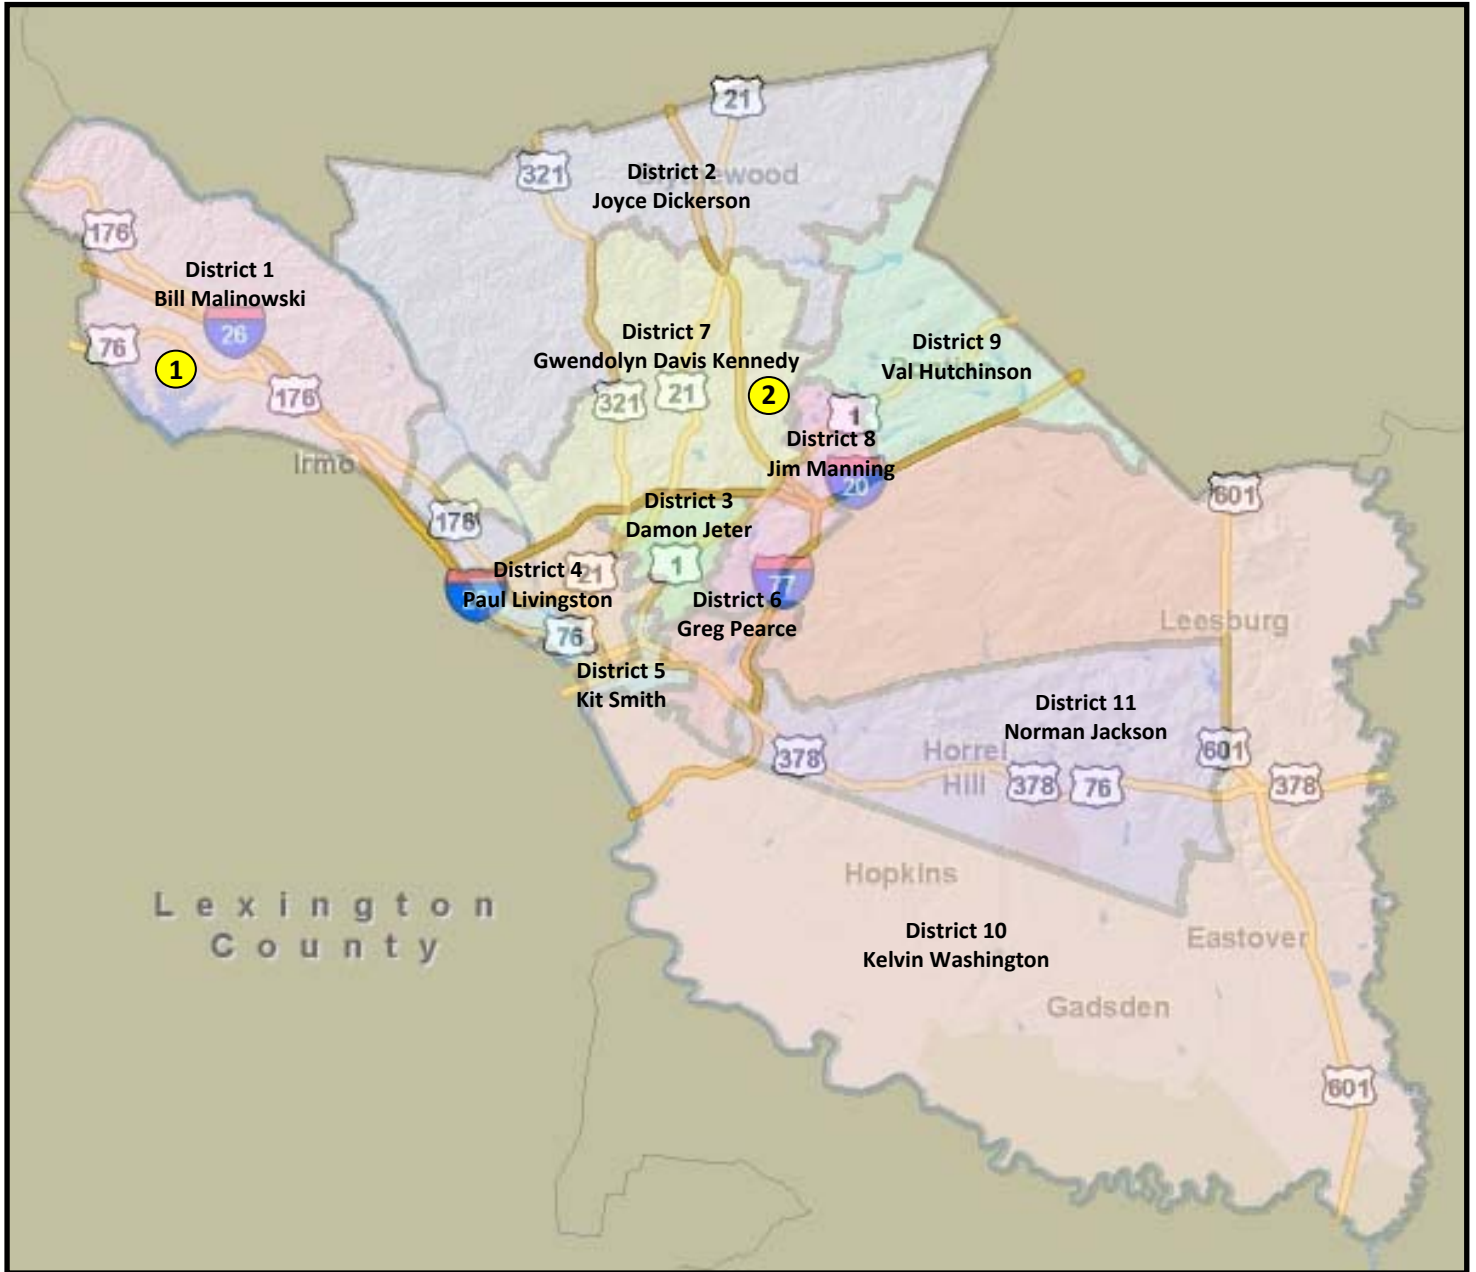 21
321
District 2
Blythewood
Joyce Dickerson
176
District 1
Bill Malinowski
26
76
1
176
District 7
Gwendolyn Davis Kennedy
321
21
2
District 9
Val Hutchinson
1
District 8
Jim Manning
20
Irmo
176
601
District 3
Damon Jeter
21
1
77
District 4
Paul Livingston
District 6
Greg Pearce
76
Leesburg
District 5
Kit Smith
District 11
Norman Jackson
378
Horrel
Hill
378
76
601
378
Hopkins
Lexington
County
District 10
Kelvin Washington
Eastover
Gadsden
601